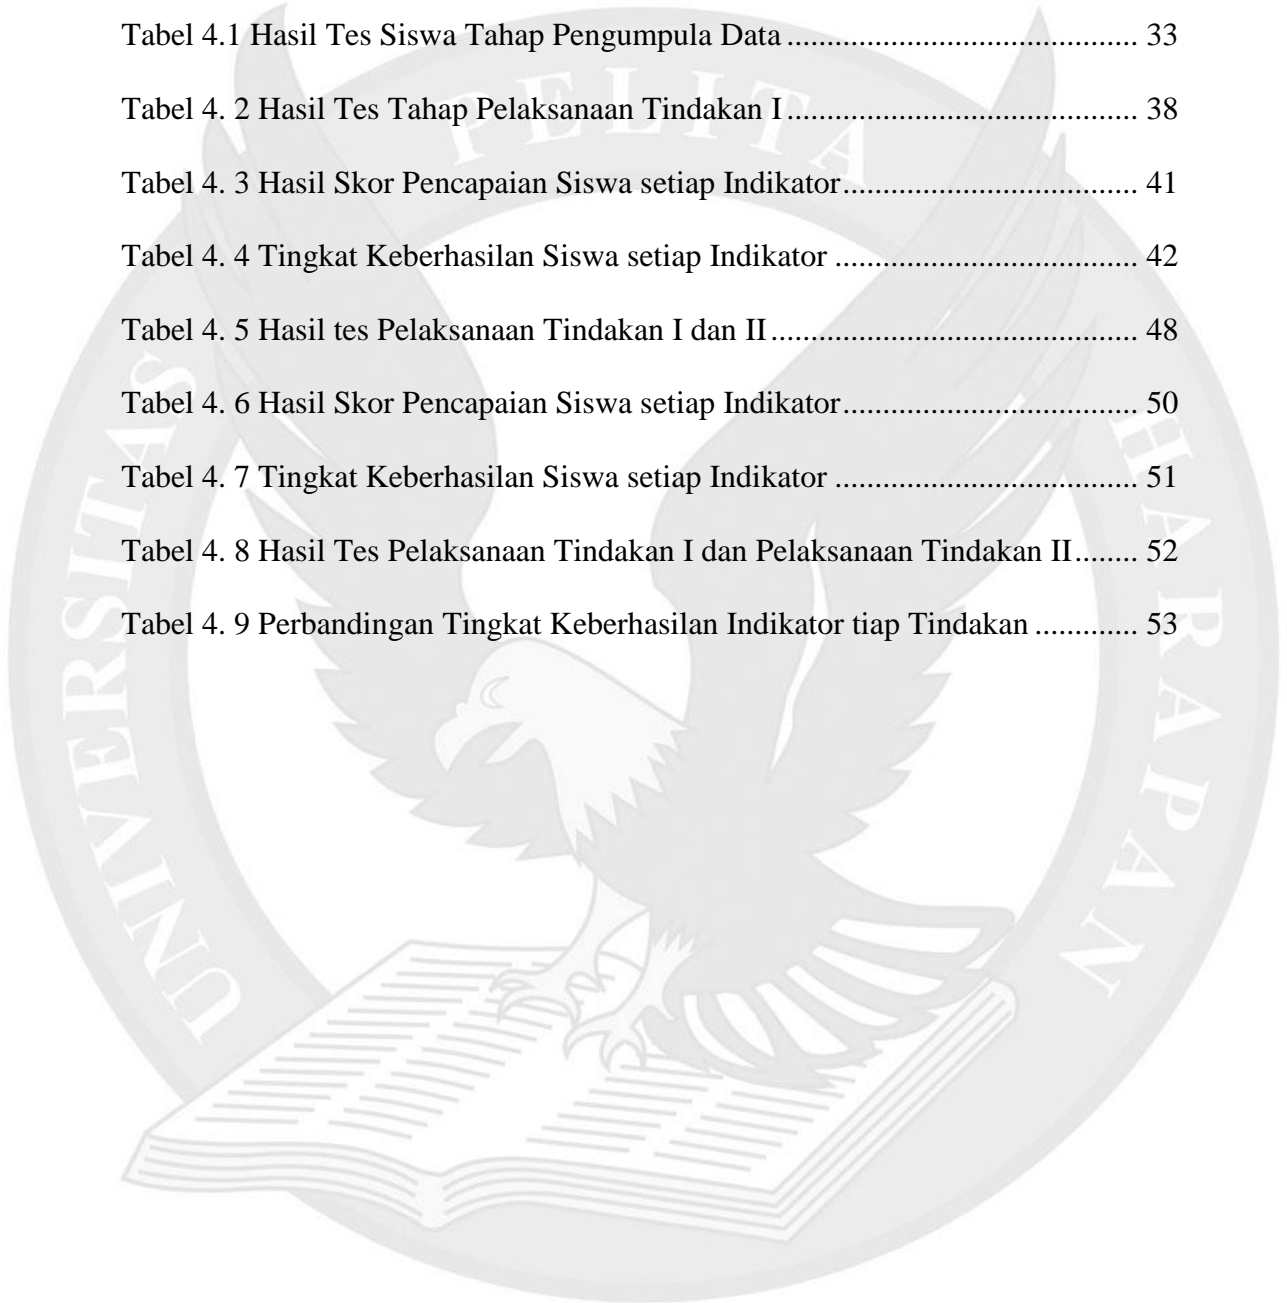 Tabel 4.1 Hasil Tes Siswa Tahap Pengumpula Data ............................................. 33
Tabel 4. 2 Hasil Tes Tahap Pelaksanaan Tindakan I ............................................. 38
Tabel 4. 3 Hasil Skor Pencapaian Siswa setiap Indikator ...................................... 41
Tabel 4. 4 Tingkat Keberhasilan Siswa setiap Indikator ....................................... 42
Tabel 4. 5 Hasil tes Pelaksanaan Tindakan I dan II ............................................... 48
Tabel 4. 6 Hasil Skor Pencapaian Siswa setiap Indikator ...................................... 50
Tabel 4. 7 Tingkat Keberhasilan Siswa setiap Indikator ....................................... 51
Tabel 4. 8 Hasil Tes Pelaksanaan Tindakan I dan Pelaksanaan Tindakan II ........ 52
Tabel 4. 9 Perbandingan Tingkat Keberhasilan Indikator tiap Tindakan ............. 53
UNIVERSITAS PELITA HARAPAN